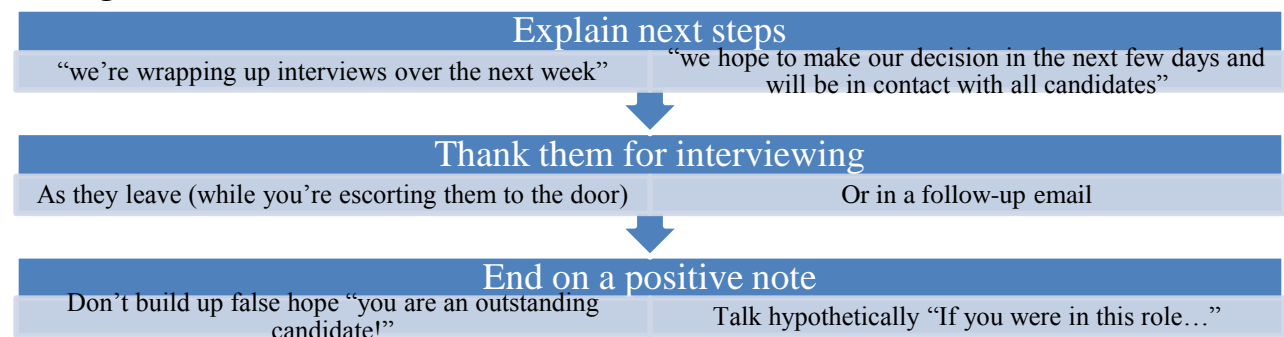 Explain next steps
“we’re wrapping up interviews over the next week”
“we hope to make our decision in the next few days and
will be in contact with all candidates”
Thank them for interviewing
As they leave (while you’re escorting them to the door)
Or in a follow-up email
End on a positive note
Don’t build up false hope “you are an outstanding
candidate!”
Talk hypothetically “If you were in this role…”